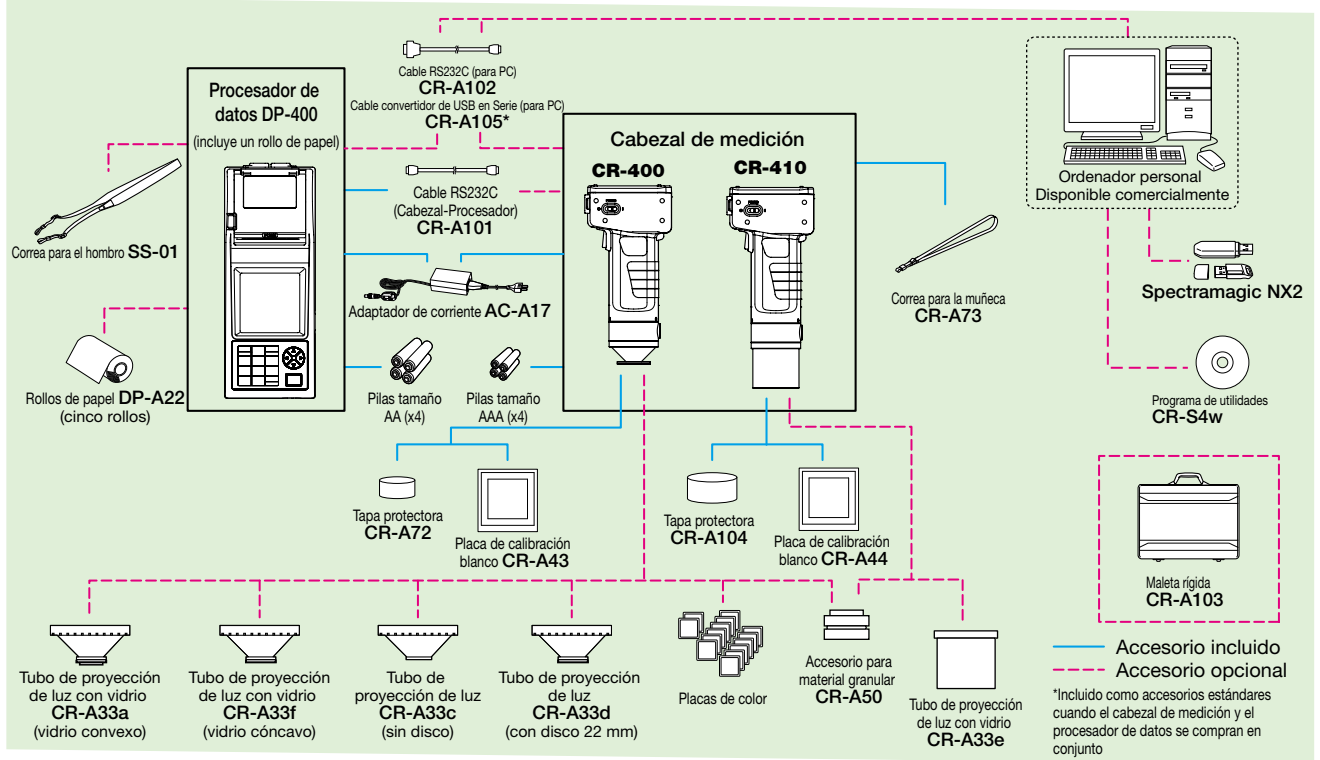 Cable RS232C (para PC)
CR-A102
Cable convertidor de USB en Serie (para PC)
CR-A105*
Procesador de
datos DP-400
(incluye un rollo de papel)
Correa para el hombro SS-01
Rollos de papel DP-A22
(cinco rollos)
Cable RS232C
(Cabezal-Procesador)
CR-A101
Adaptador de corriente AC-A17
Pilas tamaño
AA (x4)
Pilas tamaño
AAA (x4)
Cabezal de medición
CR-400
CR-410
Correa para la muñeca
CR-A73
Ordenador personal
Disponible comercialmente
Spectramagic NX2
Programa de utilidades
CR-S4w
Tapa protectora
CR-A72
Placa de calibración
blanco CR-A43
Tapa protectora
CR-A104
Placa de calibración
blanco CR-A44
Maleta rígida
CR-A103
Tubo de proyección
de luz con vidrio
CR-A33a
(vidrio convexo)
Tubo de proyección
de luz con vidrio
CR-A33f
(vidrio cóncavo)
Tubo de
proyección de luz
CR-A33c
(sin disco)
Tubo de proyección
de luz
CR-A33d
(con disco 22 mm)
Placas de color
Accesorio para
material granular
CR-A50
Tubo de proyección
de luz con vidrio
CR-A33e
Accesorio incluido
Accesorio opcional
*Incluido como accesorios estándares
cuando el cabezal de medición y el
procesador de datos se compran en
conjunto